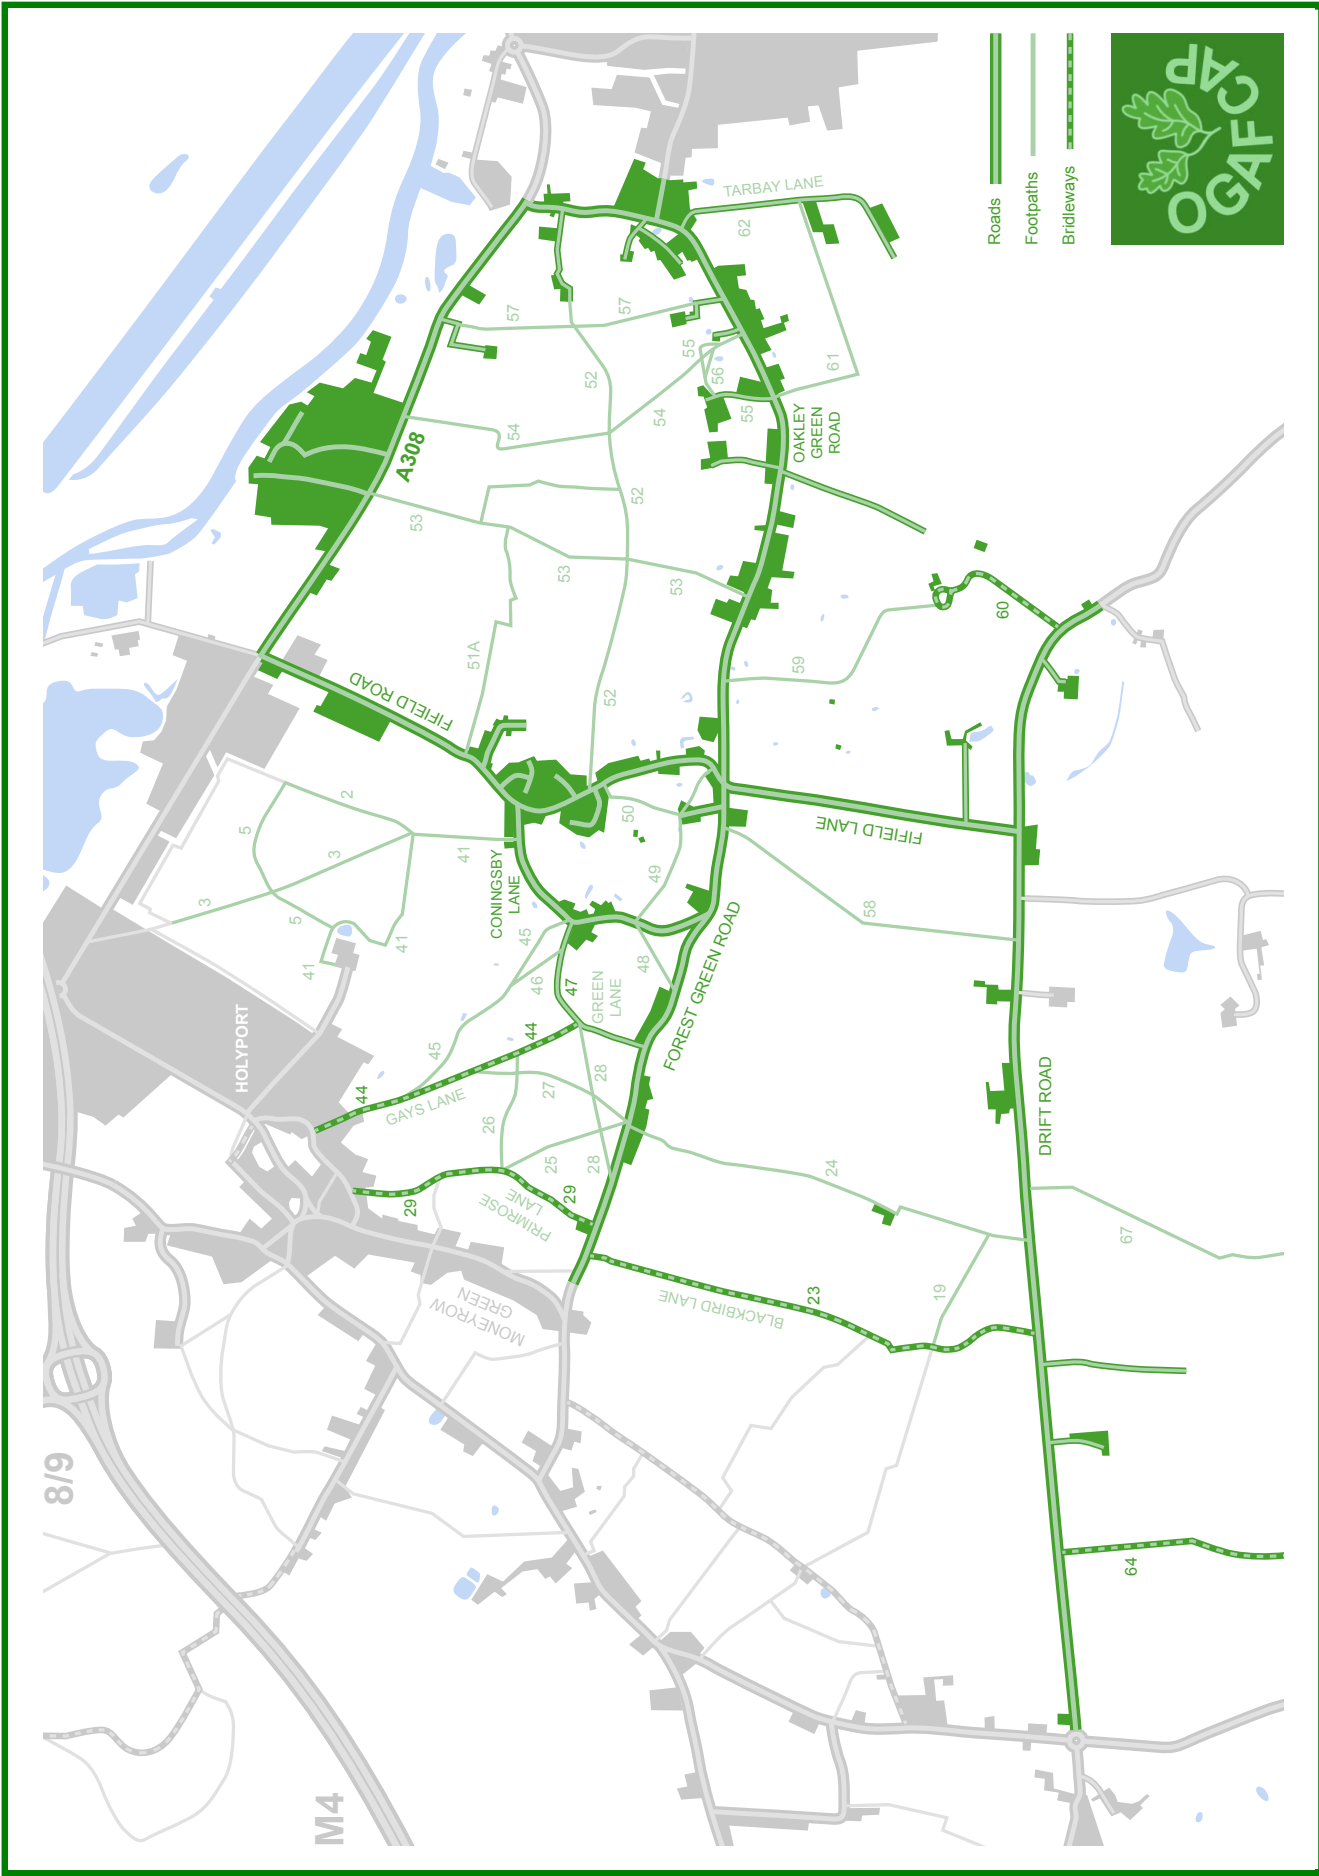 Roads
Footpaths
Bridleways
OGAFCAP
TARBAY LANE
62
57
57
55
56
55
61
52
54
54
OAKLEY
GREEN
ROAD
A308
53
52
53
53
51A
52
59
60
FIFIELD ROAD
2
5
3
3
5
41
41
41
50
49
CONINGSBY
LANE
FIFIELD LANE
58
45
46
47
48
GREEN
LANE
FOREST GREEN ROAD
HOLYPORT
44
44
45
GAYS LANE
28
27
26
25
28
24
DRIFT ROAD
29
29
PRIMROSE
LANE
67
BLACKBIRD LANE
23
19
MONEYROW
GREEN
8/9
64
M4